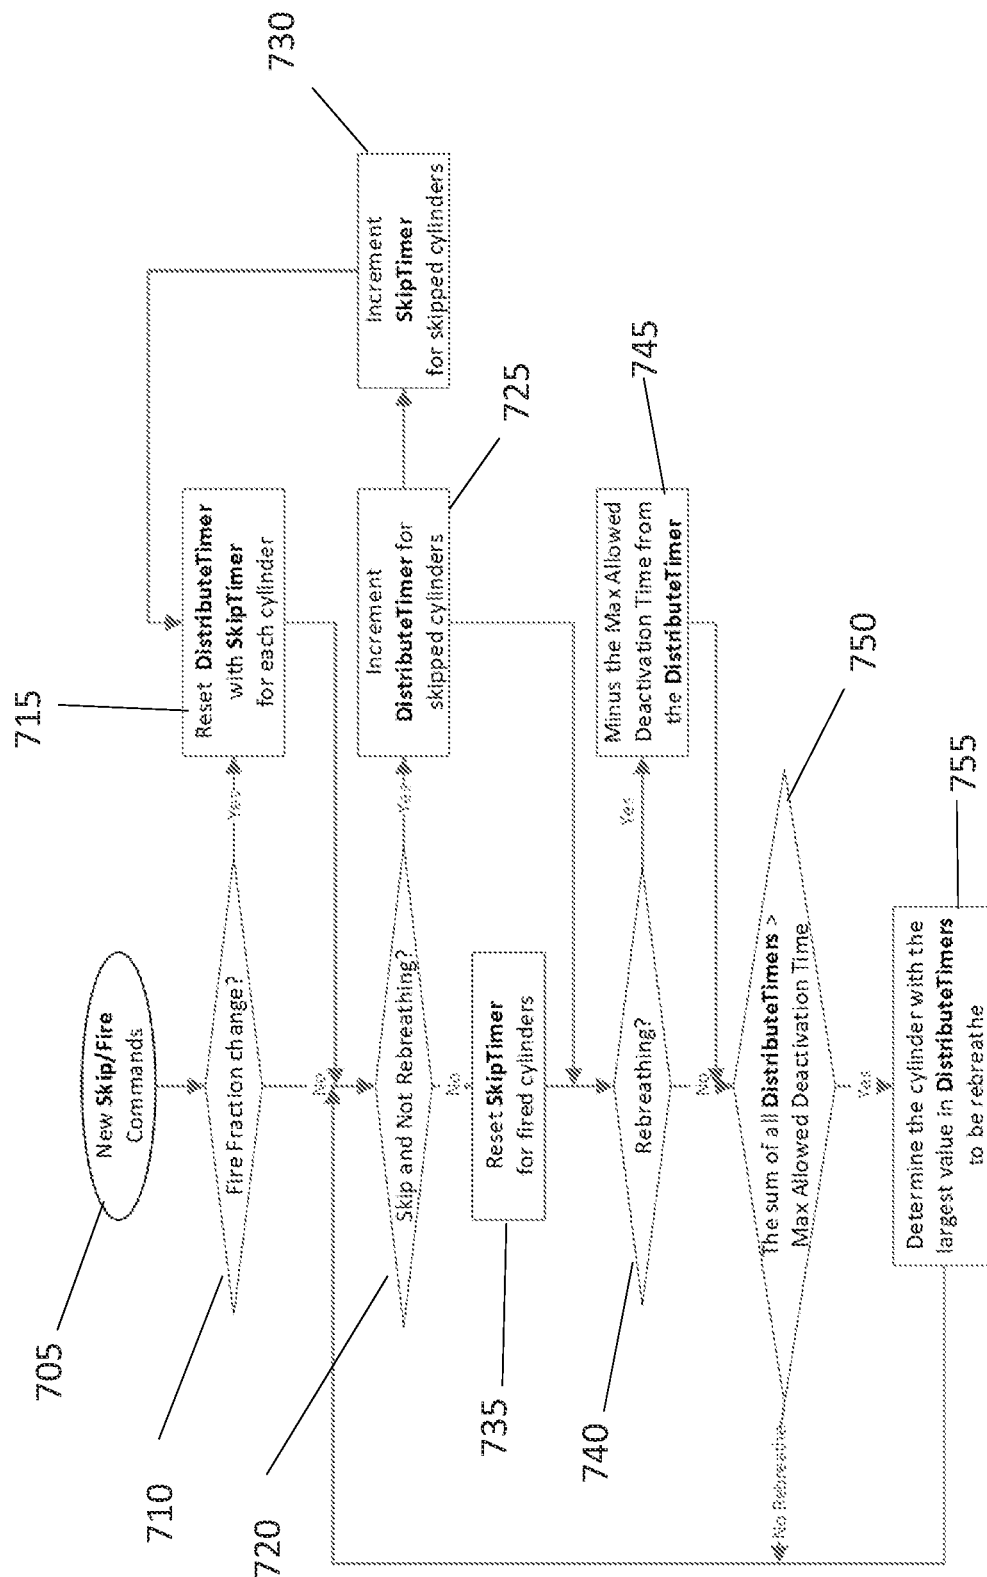 705
New Skip/Fire
Commands
710
Fire Fraction change?
Yes
No
715
Reset DistributeTimer
with SkipTimer
for each cylinder
720
Skip and Not Rebreathing?
Yes
No
725
Increment
DistributeTimer for
skipped cylinders
730
Increment
SkipTimer
for skipped cylinders
735
Reset SkipTimer
for fired cylinders
740
Rebreathing?
Yes
No
745
Minus the Max Allowed
Deactivation Time from
the DistributeTimer
750
The sum of all DistributeTimers >
Max Allowed Deactivation Time
No Rebreathe
Yes
755
Determine the cylinder with the
largest value in DistributeTimers
to be rebreathe